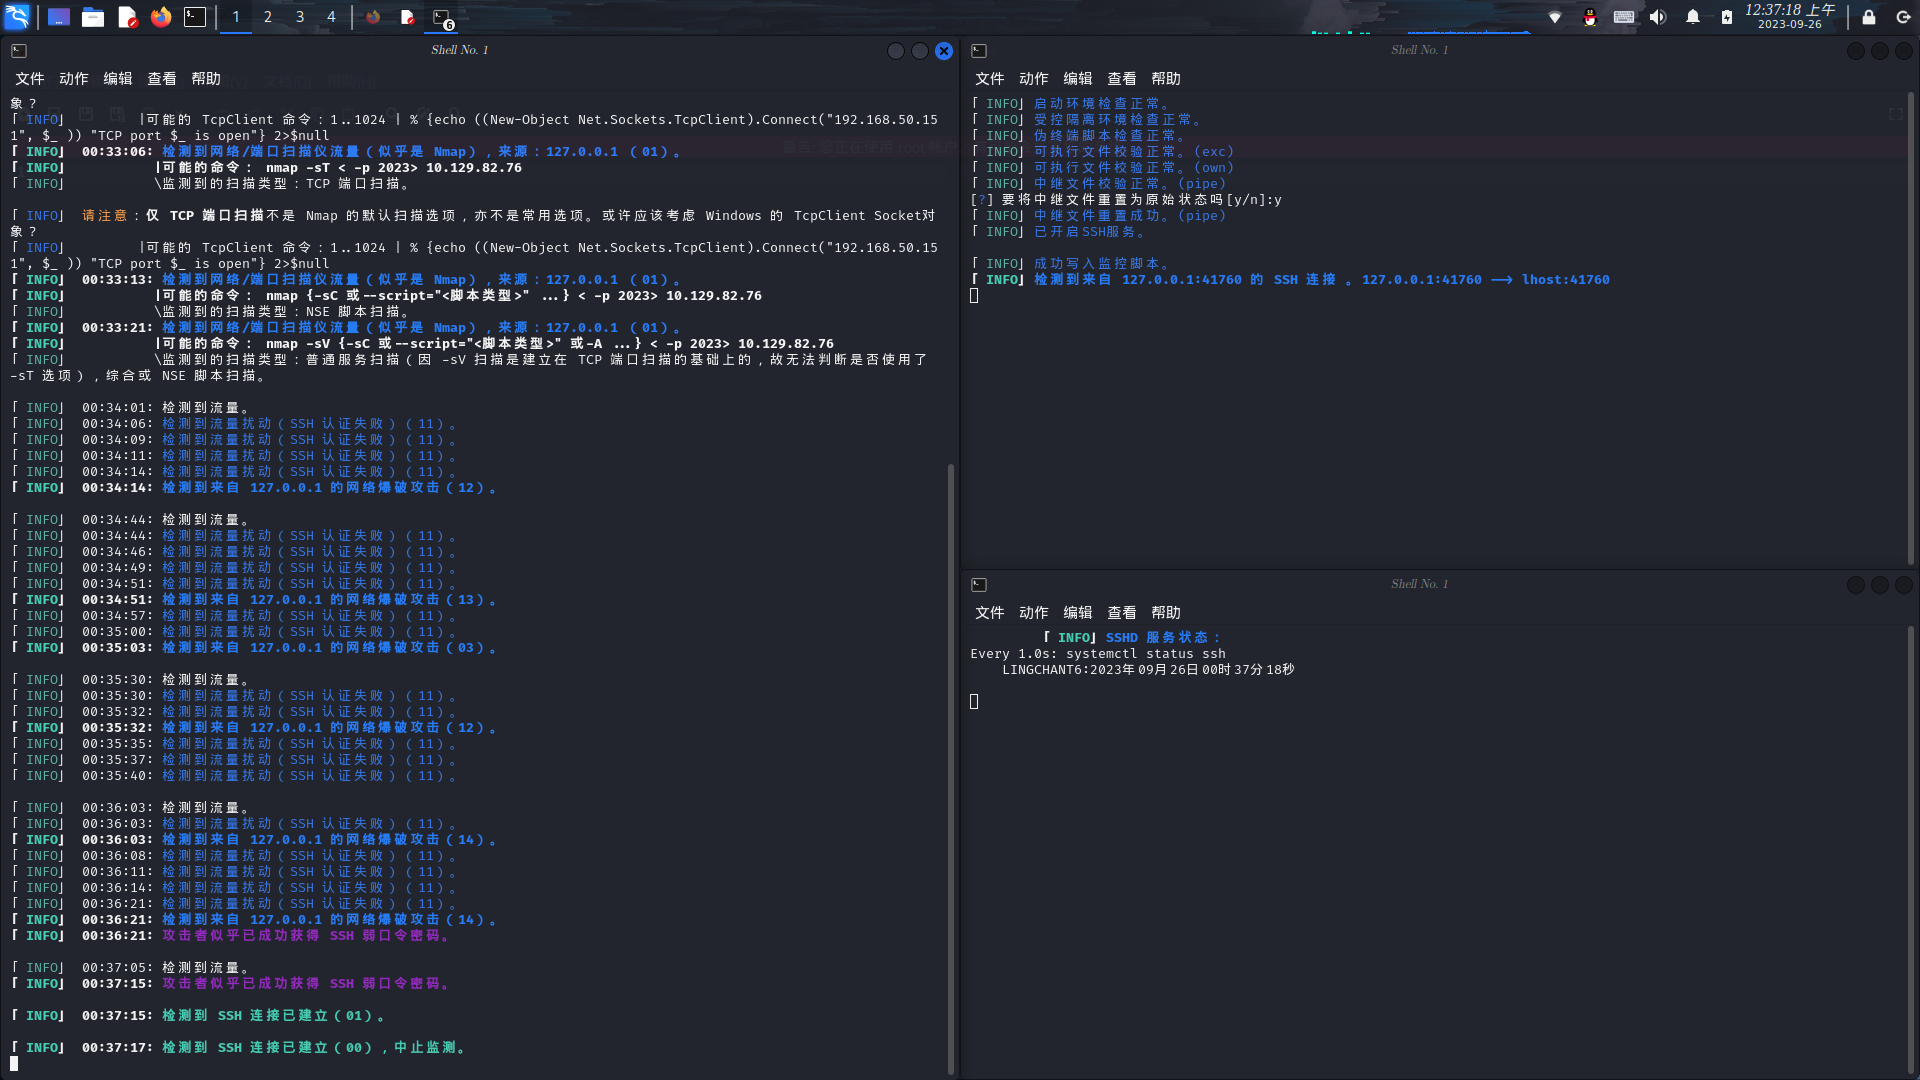 1 2 3 4 6
12:37:18 上午
2023-09-26
Shell No. 1
文件 动作 编辑 查看 帮助
象？
「 INFO」 |可能的 TcpClient 命令：1..1024 | % {echo ((New-Object Net.Sockets.TcpClient).Connect("192.168.50.15
1", $_ )) "TCP port $_ is open"} 2>$null
「 INFO」 00:33:06: 检测到网络/端口扫描仪流量（似乎是 Nmap），来源：127.0.0.1 （01）。
「 INFO」 |可能的命令： nmap -sT < -p 2023> 10.129.82.76
「 INFO」 \监测到的扫描类型：TCP 端口扫描。
「 INFO」 请注意：仅 TCP 端口扫描不是 Nmap 的默认扫描选项，亦不是常用选项。或许应该考虑 Windows 的 TcpClient Socket对
象？
「 INFO」 |可能的 TcpClient 命令：1..1024 | % {echo ((New-Object Net.Sockets.TcpClient).Connect("192.168.50.15
1", $_ )) "TCP port $_ is open"} 2>$null
「 INFO」 00:33:13: 检测到网络/端口扫描仪流量（似乎是 Nmap），来源：127.0.0.1 （01）。
「 INFO」 |可能的命令： nmap {-sC 或--script="<脚本类型>" ...} < -p 2023> 10.129.82.76
「 INFO」 \监测到的扫描类型：NSE 脚本扫描。
「 INFO」 00:33:21: 检测到网络/端口扫描仪流量（似乎是 Nmap），来源：127.0.0.1 （01）。
「 INFO」 |可能的命令： nmap -sV {-sC 或--script="<脚本类型>" 或-A ...} < -p 2023> 10.129.82.76
「 INFO」 \监测到的扫描类型：普通服务扫描（因 -sV 扫描是建立在 TCP 端口扫描的基础上的，故无法判断是否使用了
-sT 选项），综合或 NSE 脚本扫描。
「 INFO」 00:34:01: 检测到流量。
「 INFO」 00:34:06: 检测到流量扰动（SSH 认证失败）（11）。
「 INFO」 00:34:09: 检测到流量扰动（SSH 认证失败）（11）。
「 INFO」 00:34:11: 检测到流量扰动（SSH 认证失败）（11）。
「 INFO」 00:34:14: 检测到流量扰动（SSH 认证失败）（11）。
「 INFO」 00:34:14: 检测到来自 127.0.0.1 的网络爆破攻击（12）。
「 INFO」 00:34:44: 检测到流量。
「 INFO」 00:34:44: 检测到流量扰动（SSH 认证失败）（11）。
「 INFO」 00:34:46: 检测到流量扰动（SSH 认证失败）（11）。
「 INFO」 00:34:49: 检测到流量扰动（SSH 认证失败）（11）。
「 INFO」 00:34:51: 检测到流量扰动（SSH 认证失败）（11）。
「 INFO」 00:34:51: 检测到来自 127.0.0.1 的网络爆破攻击（13）。
「 INFO」 00:34:57: 检测到流量扰动（SSH 认证失败）（11）。
「 INFO」 00:35:00: 检测到流量扰动（SSH 认证失败）（11）。
「 INFO」 00:35:03: 检测到来自 127.0.0.1 的网络爆破攻击（03）。
「 INFO」 00:35:30: 检测到流量。
「 INFO」 00:35:30: 检测到流量扰动（SSH 认证失败）（11）。
「 INFO」 00:35:32: 检测到流量扰动（SSH 认证失败）（11）。
「 INFO」 00:35:32: 检测到来自 127.0.0.1 的网络爆破攻击（12）。
「 INFO」 00:35:35: 检测到流量扰动（SSH 认证失败）（11）。
「 INFO」 00:35:37: 检测到流量扰动（SSH 认证失败）（11）。
「 INFO」 00:35:40: 检测到流量扰动（SSH 认证失败）（11）。
「 INFO」 00:36:03: 检测到流量。
「 INFO」 00:36:03: 检测到流量扰动（SSH 认证失败）（11）。
「 INFO」 00:36:03: 检测到来自 127.0.0.1 的网络爆破攻击（14）。
「 INFO」 00:36:08: 检测到流量扰动（SSH 认证失败）（11）。
「 INFO」 00:36:11: 检测到流量扰动（SSH 认证失败）（11）。
「 INFO」 00:36:14: 检测到流量扰动（SSH 认证失败）（11）。
「 INFO」 00:36:21: 检测到流量扰动（SSH 认证失败）（11）。
「 INFO」 00:36:21: 检测到来自 127.0.0.1 的网络爆破攻击（14）。
「 INFO」 00:36:21: 攻击者似乎已成功获得 SSH 弱口令密码。
「 INFO」 00:37:05: 检测到流量。
「 INFO」 00:37:15: 攻击者似乎已成功获得 SSH 弱口令密码。
「 INFO」 00:37:15: 检测到 SSH 连接已建立（01）。
「 INFO」 00:37:17: 检测到 SSH 连接已建立（00），中止监测。
Shell No. 1
文件 动作 编辑 查看 帮助
「 INFO」启动环境检查正常。
「 INFO」受控隔离环境检查正常。
「 INFO」伪终端脚本检查正常。
「 INFO」可执行文件校验正常。(exc)
「 INFO」可执行文件校验正常。(own)
「 INFO」中继文件校验正常。(pipe)
[?] 要将中继文件重置为原始状态吗[y/n]:y
「 INFO」中继文件重置成功。(pipe)
「 INFO」已开启SSH服务。
「 INFO」成功写入监控脚本。
「 INFO」检测到来自 127.0.0.1:41760 的 SSH 连接 。127.0.0.1:41760 --> lhost:41760
Shell No. 1
文件 动作 编辑 查看 帮助
「 INFO」SSHD 服务状态：
Every 1.0s: systemctl status ssh
LINGCHANT6:2023年09月26日00时37分18秒